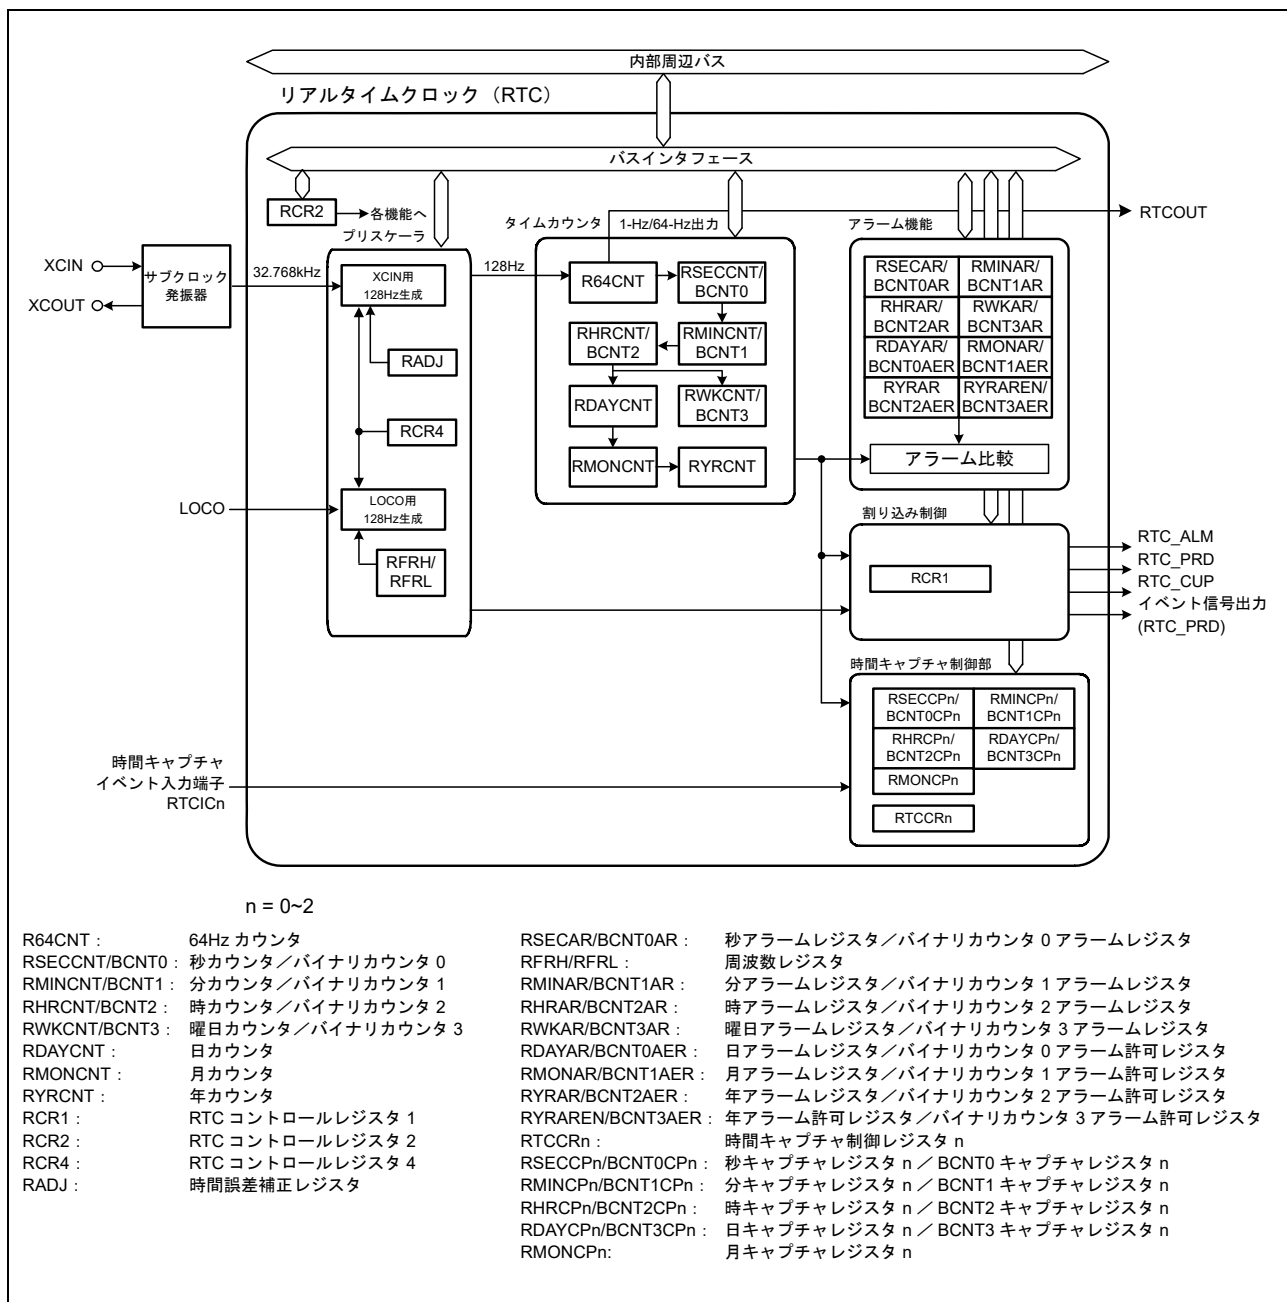 内部周辺バス
リアルタイムクロック（RTC）
バスインタフェース
RCR2
各機能へ
プリスケーラ
タイムカウンタ
1-Hz/64-Hz出力
アラーム機能
RTCOUT
XCIN
XCOUT
サブクロック
発振器
32.768kHz
XCIN用
128Hz生成
128Hz
R64CNT
RSECCNT/
BCNT0
RHRCNT/
BCNT2
RMINCNT/
BCNT1
RDAYCNT
RWKCNT/
BCNT3
RMONCNT
RYRCNT
RADJ
RCR4
LOCO
LOCO用
128Hz生成
RFRH/
RFRL
RSECAR/
BCNT0AR
RMINAR/
BCNT1AR
RHRAR/
BCNT2AR
RWKAR/
BCNT3AR
RDAYAR/
BCNT0AER
RMONAR/
BCNT1AER
RYRAR
BCNT2AER
RYRAREN/
BCNT3AER
アラーム比較
割り込み制御
RCR1
RTC_ALM
RTC_PRD
RTC_CUP
イベント信号出力
(RTC_PRD)
時間キャプチャ制御部
RSECCPn/
BCNT0CPn
RMINCPn/
BCNT1CPn
RHRCPn/
BCNT2CPn
RDAYCPn/
BCNT3CPn
RMONCPn
RTCCRn
時間キャプチャ
イベント入力端子
RTCICn
n = 0~2
R64CNT： 64Hz カウンタ
RSECCNT/BCNT0： 秒カウンタ／バイナリカウンタ 0
RMINCNT/BCNT1： 分カウンタ／バイナリカウンタ 1
RHRCNT/BCNT2： 時カウンタ／バイナリカウンタ 2
RWKCNT/BCNT3： 曜日カウンタ／バイナリカウンタ 3
RDAYCNT： 日カウンタ
RMONCNT： 月カウンタ
RYRCNT： 年カウンタ
RCR1： RTC コントロールレジスタ 1
RCR2： RTC コントロールレジスタ 2
RCR4： RTC コントロールレジスタ 4
RADJ： 時間誤差補正レジスタ
RSECAR/BCNT0AR： 秒アラームレジスタ／バイナリカウンタ 0 アラームレジスタ
RFRH/RFRL： 周波数レジスタ
RMINAR/BCNT1AR： 分アラームレジスタ／バイナリカウンタ 1 アラームレジスタ
RHRAR/BCNT2AR： 時アラームレジスタ／バイナリカウンタ 2 アラームレジスタ
RWKAR/BCNT3AR： 曜日アラームレジスタ／バイナリカウンタ 3 アラームレジスタ
RDAYAR/BCNT0AER： 日アラームレジスタ／バイナリカウンタ 0 アラーム許可レジスタ
RMONAR/BCNT1AER： 月アラームレジスタ／バイナリカウンタ 1 アラーム許可レジスタ
RYRAR/BCNT2AER： 年アラームレジスタ／バイナリカウンタ 2 アラーム許可レジスタ
RYRAREN/BCNT3AER： 年アラーム許可レジスタ／バイナリカウンタ 3 アラーム許可レジスタ
RTCCRn： 時間キャプチャ制御レジスタ n
RSECCPn/BCNT0CPn： 秒キャプチャレジスタ n ／ BCNT0 キャプチャレジスタ n
RMINCPn/BCNT1CPn： 分キャプチャレジスタ n ／ BCNT1 キャプチャレジスタ n
RHRCPn/BCNT2CPn： 時キャプチャレジスタ n ／ BCNT2 キャプチャレジスタ n
RDAYCPn/BCNT3CPn： 日キャプチャレジスタ n ／ BCNT3 キャプチャレジスタ n
RMONCPn: 月キャプチャレジスタ n